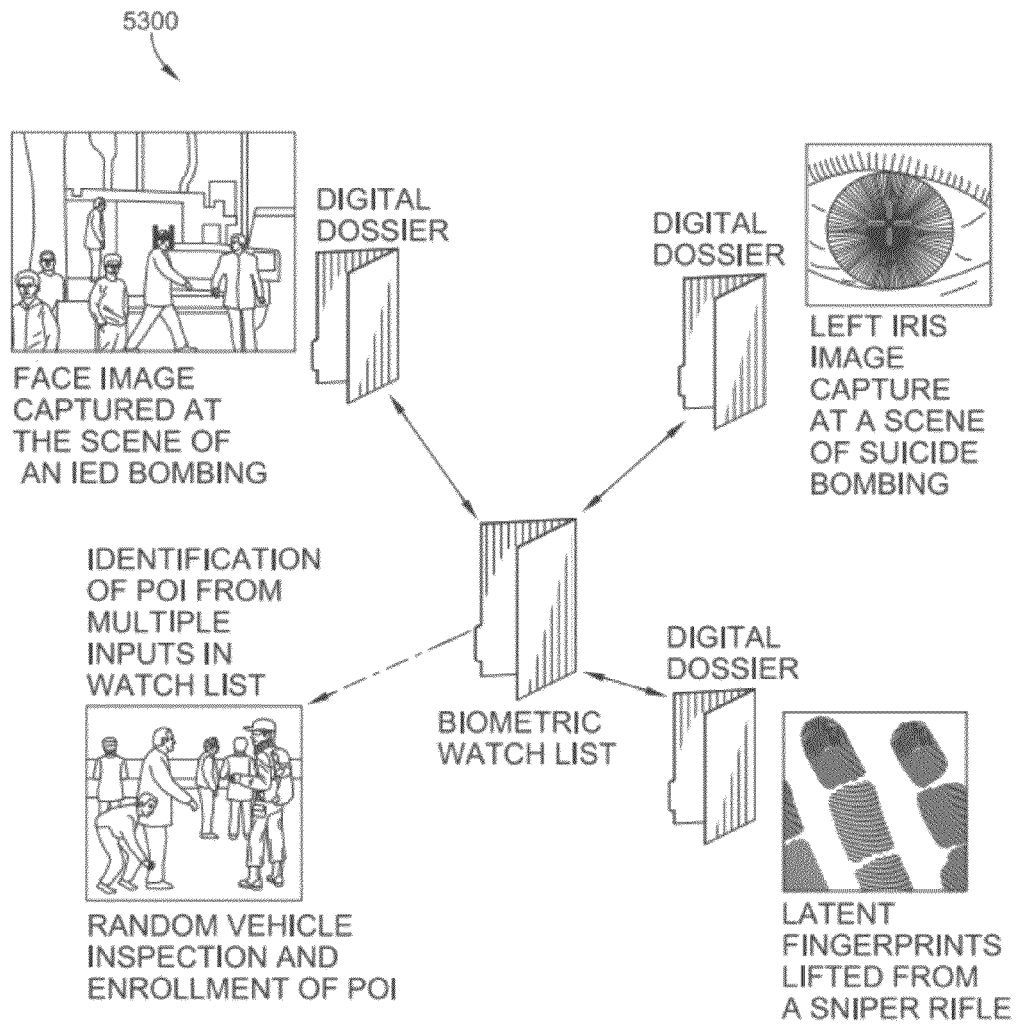 5300
DIGITAL
DOSSIER
FACE IMAGE
CAPTURED AT
THE SCENE OF
AN IED BOMBING
DIGITAL
DOSSIER
LEFT IRIS
IMAGE
CAPTURE
AT A SCENE
OF SUICIDE
BOMBING
IDENTIFICATION
OF POI FROM
MULTIPLE
INPUTS IN
WATCH LIST
BIOMETRIC
WATCH LIST
DIGITAL
DOSSIER
RANDOM VEHICLE
INSPECTION AND
ENROLLMENT OF POI
LATENT
FINGERPRINTS
LIFTED FROM
A SNIPER RIFLE